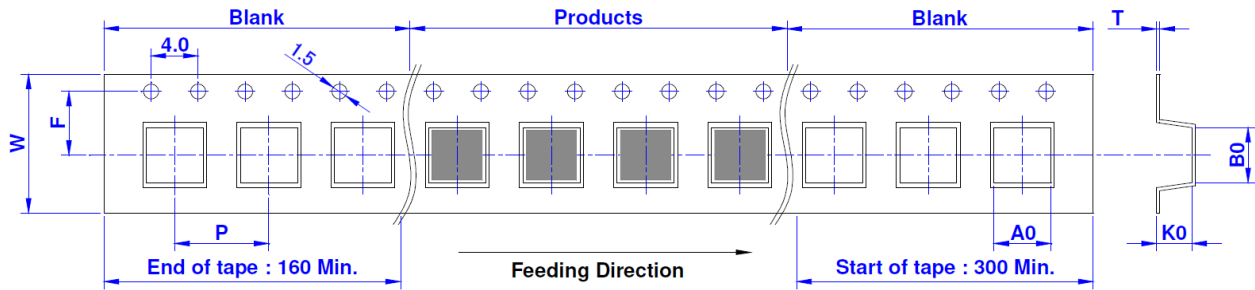 Blank
Products
Blank
T
4.0
1.5
F
W
B0
P
A0
K0
End of tape : 160 Min.
Feeding Direction
Start of tape : 300 Min.